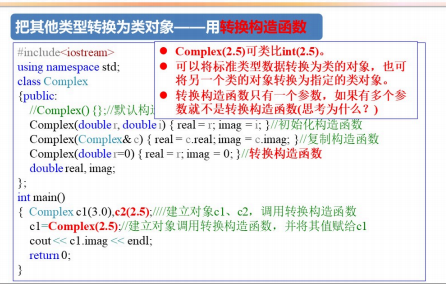 把其他类型转换为类对象——用转换构造函数
#include<iostream>
using namespace std;
class Complex
{public:
//Complex() {};//默认构
Complex(double r, double i) { real = r; imag = i; }//初始化构造函数
Complex(Complex& c) { real = c.real; imag = c.imag; }//复制构造函数
Complex(double r=0) { real = r; imag = 0; }//转换构造函数
double real, imag;
};
int main()
{ Complex c1(3.0),c2(2.5);////建立对象c1、c2，调用转换构造函数
c1=Complex(2.5);//建立对象调用转换构造函数，并将其值赋给c1
cout << c1.imag << endl;
return 0;
}
● Complex(2.5)可类比int(2.5)。
● 可以将标准类型数据转换为类的对象，也可
将另一个类的对象转换为指定的类对象。
● 转换构造函数只有一个参数，如果有多个参
数就不是转换构造函数(思考为什么？)